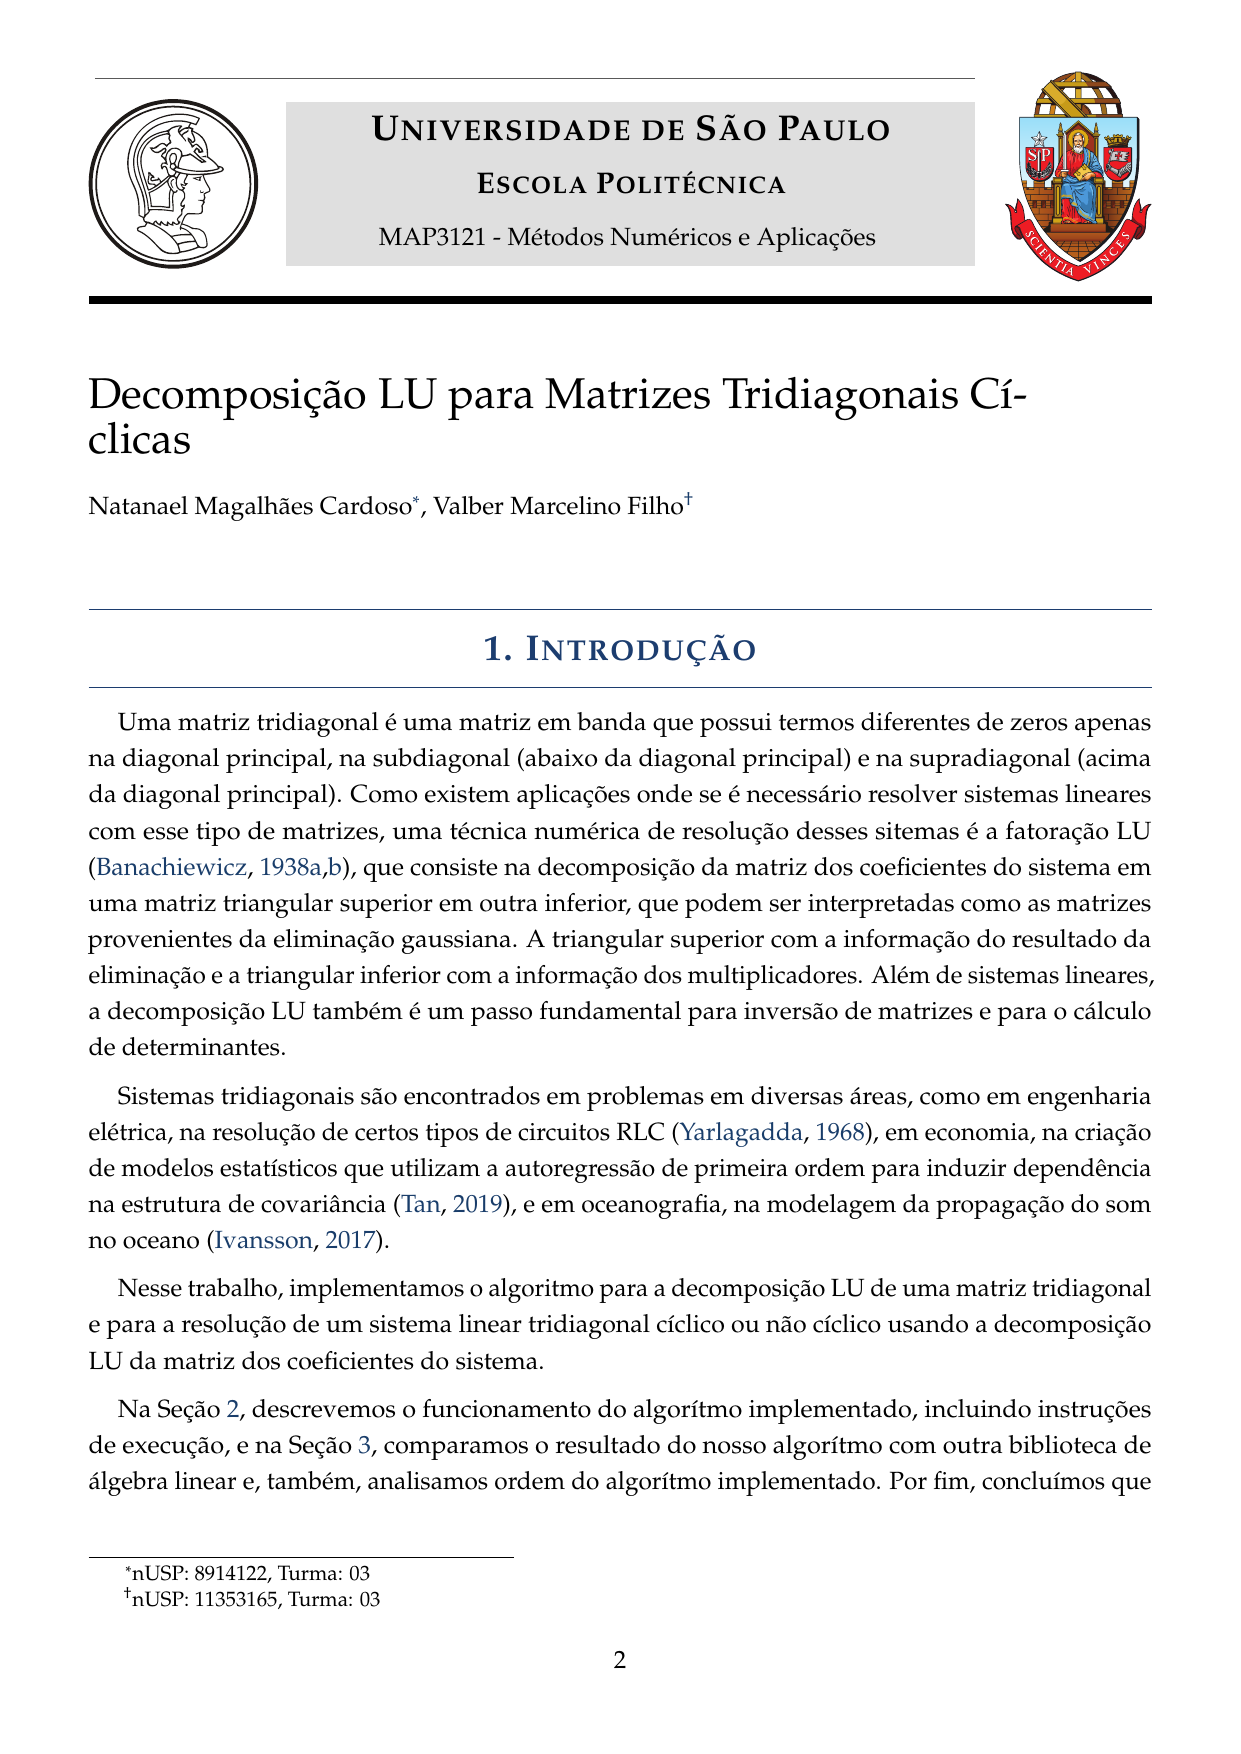 UNIVERSIDADE DE SÃO PAULO
ESCOLA POLITÉCNICA
MAP3121 - Métodos Numéricos e Aplicações
SP
SCIENTIA VINCES
Decomposição LU para Matrizes Tridiagonais Cí-
clicas
Natanael Magalhães Cardoso*, Valber Marcelino Filho†
1. INTRODUÇÃO
Uma matriz tridiagonal é uma matriz em banda que possui termos diferentes de zeros apenas
na diagonal principal, na subdiagonal (abaixo da diagonal principal) e na supradiagonal (acima
da diagonal principal). Como existem aplicações onde se é necessário resolver sistemas lineares
com esse tipo de matrizes, uma técnica numérica de resolução desses sitemas é a fatoração LU
(Banachiewicz, 1938a,b), que consiste na decomposição da matriz dos coeficientes do sistema em
uma matriz triangular superior em outra inferior, que podem ser interpretadas como as matrizes
provenientes da eliminação gaussiana. A triangular superior com a informação do resultado da
eliminação e a triangular inferior com a informação dos multiplicadores. Além de sistemas lineares,
a decomposição LU também é um passo fundamental para inversão de matrizes e para o cálculo
de determinantes.
Sistemas tridiagonais são encontrados em problemas em diversas áreas, como em engenharia
elétrica, na resolução de certos tipos de circuitos RLC (Yarlagadda, 1968), em economia, na criação
de modelos estatísticos que utilizam a autoregressão de primeira ordem para induzir dependência
na estrutura de covariância (Tan, 2019), e em oceanografia, na modelagem da propagação do som
no oceano (Ivansson, 2017).
Nesse trabalho, implementamos o algoritmo para a decomposição LU de uma matriz tridiagonal
e para a resolução de um sistema linear tridiagonal cíclico ou não cíclico usando a decomposição
LU da matriz dos coeficientes do sistema.
Na Seção 2, descrevemos o funcionamento do algorítmo implementado, incluindo instruções
de execução, e na Seção 3, comparamos o resultado do nosso algorítmo com outra biblioteca de
álgebra linear e, também, analisamos ordem do algorítmo implementado. Por fim, concluímos que
*nUSP: 8914122, Turma: 03
†nUSP: 11353165, Turma: 03
2